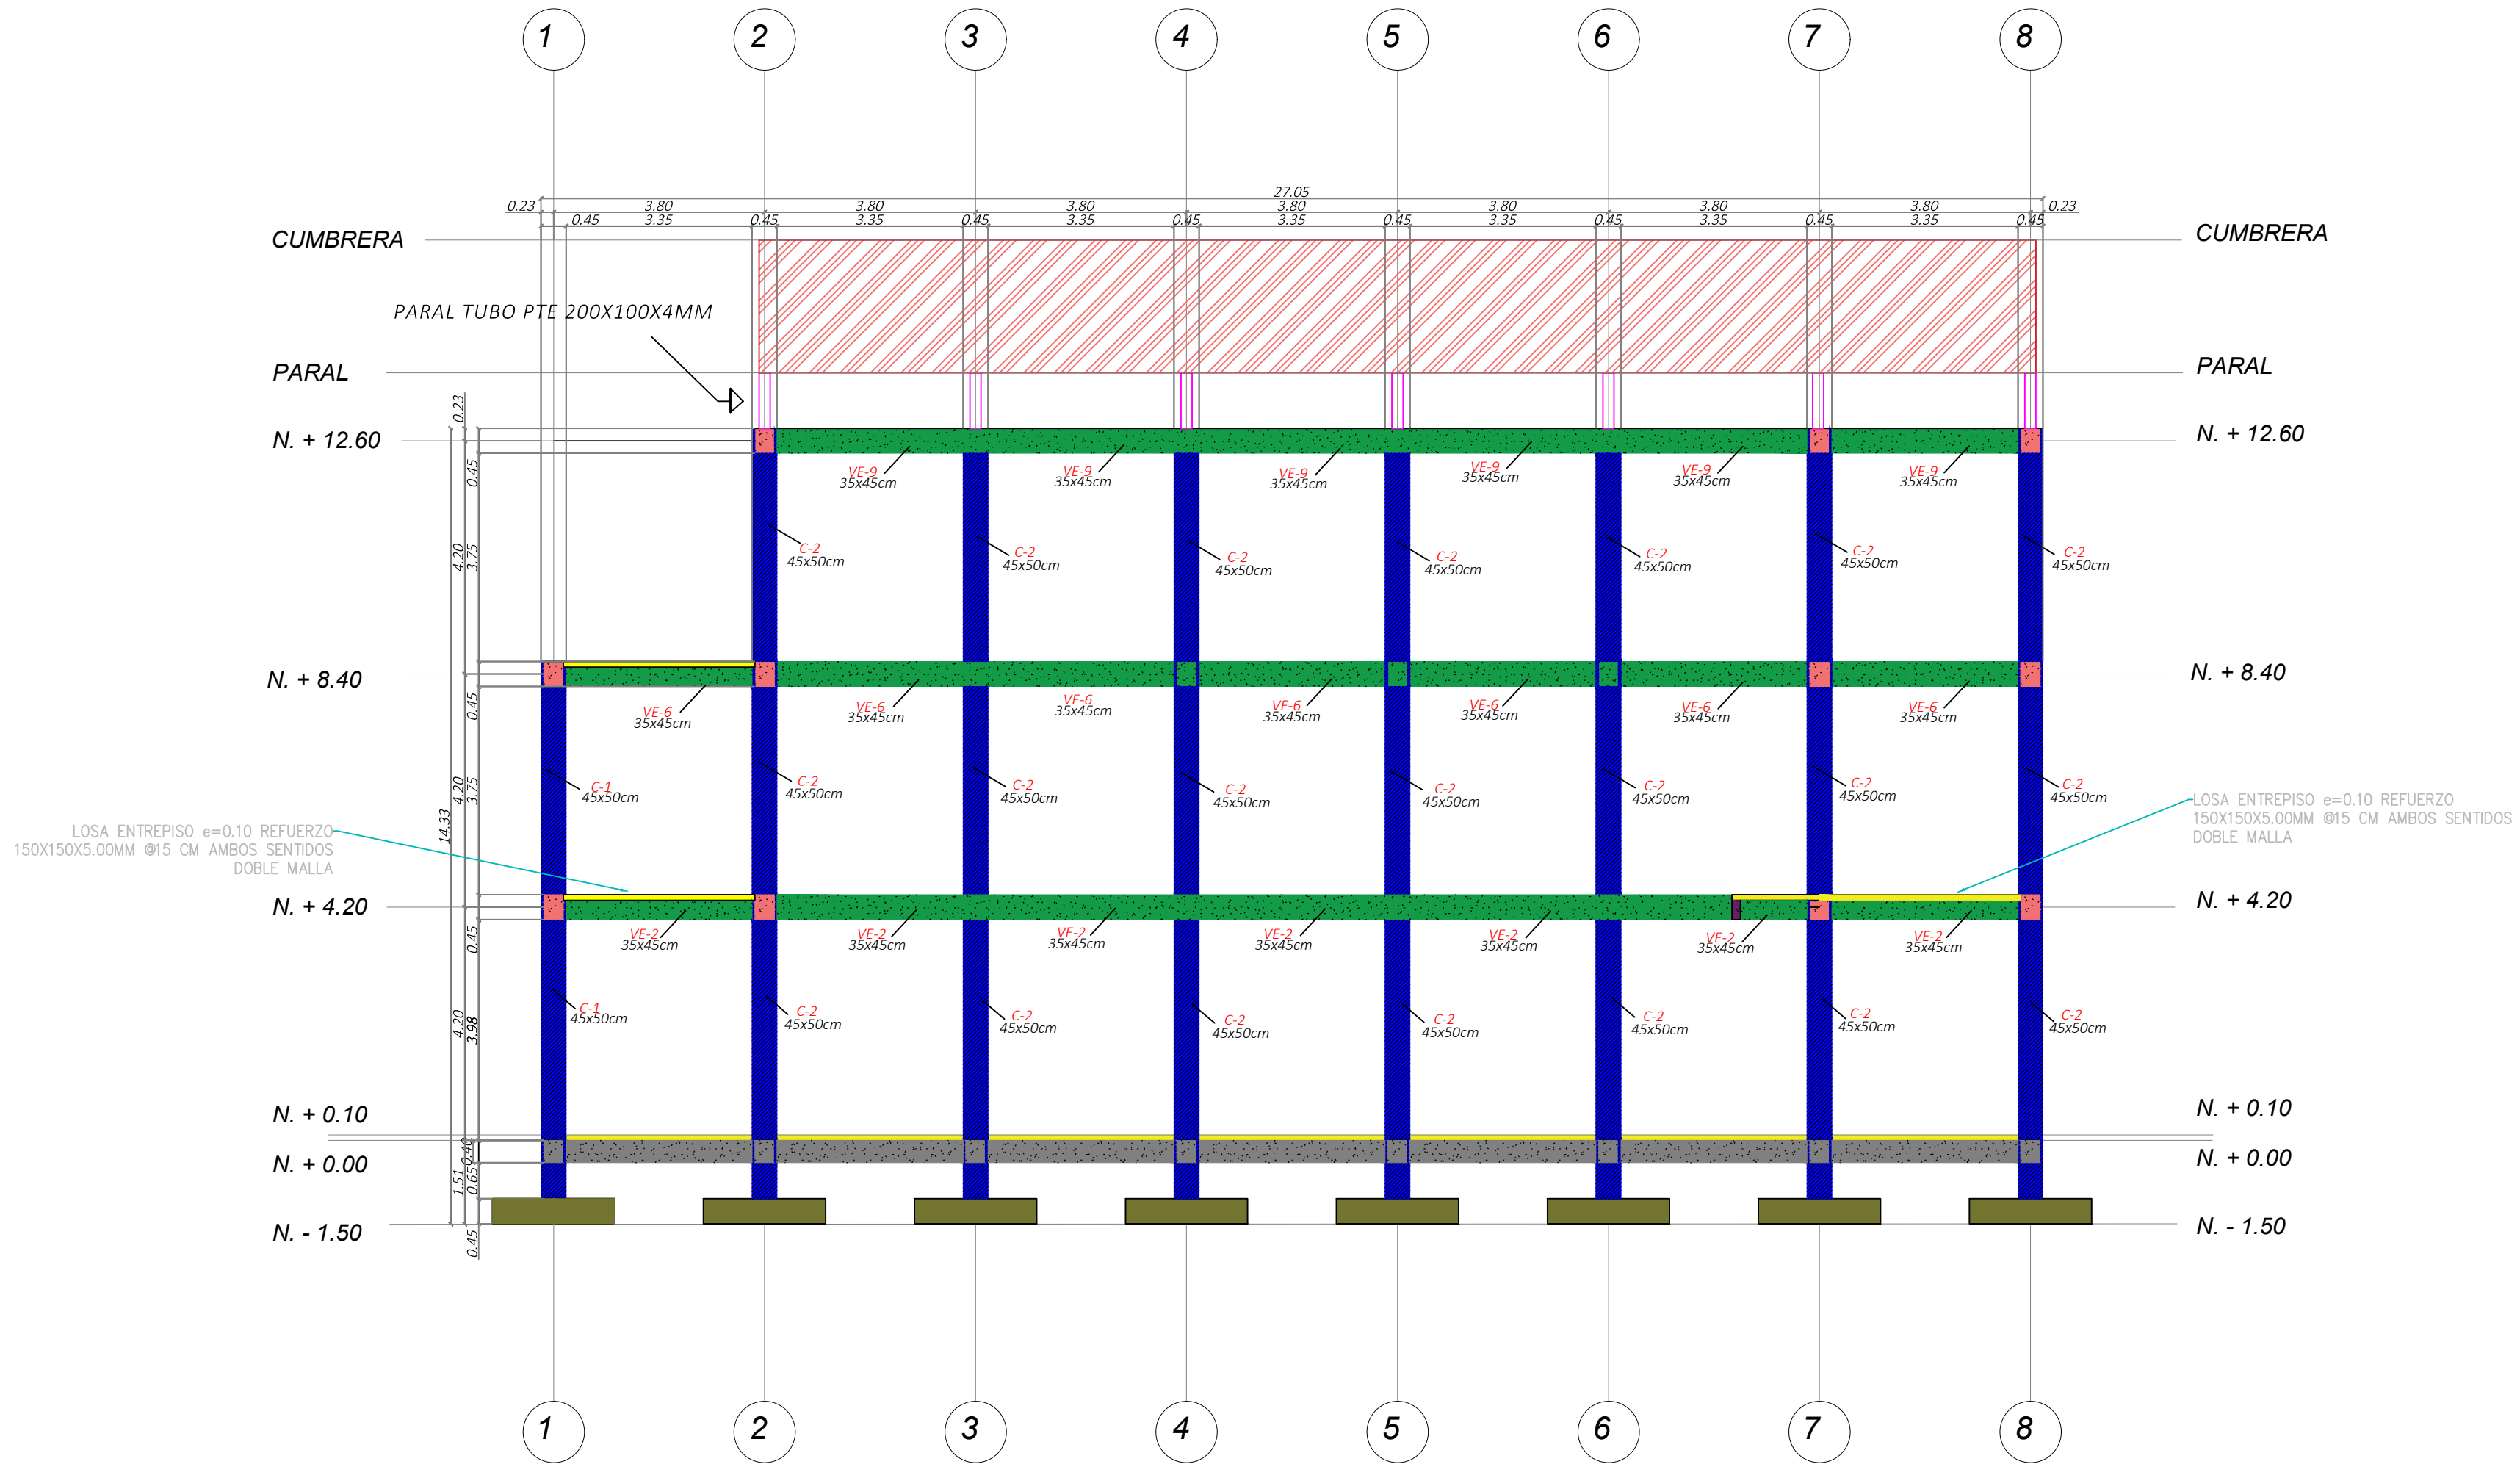 1 2 3 4 5 6 7 8
27.05
0.23 3.80 3.80 3.80 3.80 3.80 3.80 3.80 0.23
0.45 3.35 0.45 3.35 0.45 3.35 0.45 3.35 0.45 3.35 0.45 3.35 0.45 3.35 0.45
CUMBRERA CUMBRERA
PARAL TUBO PTE 200X100X4MM
PARAL PARAL
0.23
N. + 12.60 N. + 12.60
0.45
VE-9 VE-9 VE-9 VE-9 VE-9 VE-9
35x45cm 35x45cm 35x45cm 35x45cm 35x45cm 35x45cm
4.20 3.75
C-2 C-2 C-2 C-2 C-2 C-2 C-2
45x50cm 45x50cm 45x50cm 45x50cm 45x50cm 45x50cm 45x50cm
N. + 8.40 N. + 8.40
0.45
VE-6 VE-6 VE-6 VE-6 VE-6 VE-6 VE-6
35x45cm 35x45cm 35x45cm 35x45cm 35x45cm 35x45cm 35x45cm
4.20 3.75
C-1 C-2 C-2 C-2 C-2 C-2 C-2 C-2
45x50cm 45x50cm 45x50cm 45x50cm 45x50cm 45x50cm 45x50cm 45x50cm
14.33
LOSA ENTREPISO e=0.10 REFUERZO
150X150X5.00MM @15 CM AMBOS SENTIDOS
DOBLE MALLA
LOSA ENTREPISO e=0.10 REFUERZO
150X150X5.00MM @15 CM AMBOS SENTIDOS
DOBLE MALLA
N. + 4.20 N. + 4.20
0.45
VE-2 VE-2 VE-2 VE-2 VE-2 VE-2 VE-2
35x45cm 35x45cm 35x45cm 35x45cm 35x45cm 35x45cm 35x45cm
4.20 3.98
C-1 C-2 C-2 C-2 C-2 C-2 C-2 C-2
45x50cm 45x50cm 45x50cm 45x50cm 45x50cm 45x50cm 45x50cm 45x50cm
N. + 0.10 N. + 0.10
0.40
N. + 0.00 N. + 0.00
1.51 0.65
N. - 1.50 N. - 1.50
0.45
1 2 3 4 5 6 7 8